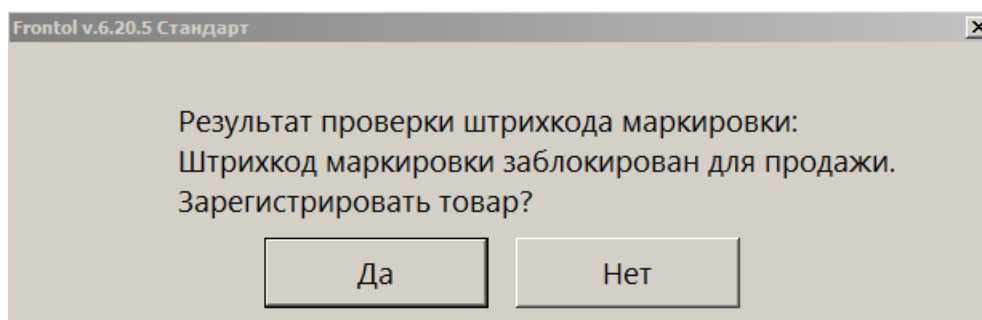 Frontol v.6.20.5 Стандарт
Результат проверки штрихкода маркировки:
Штрихкод маркировки заблокирован для продажи.
Зарегистрировать товар?
Да
Нет